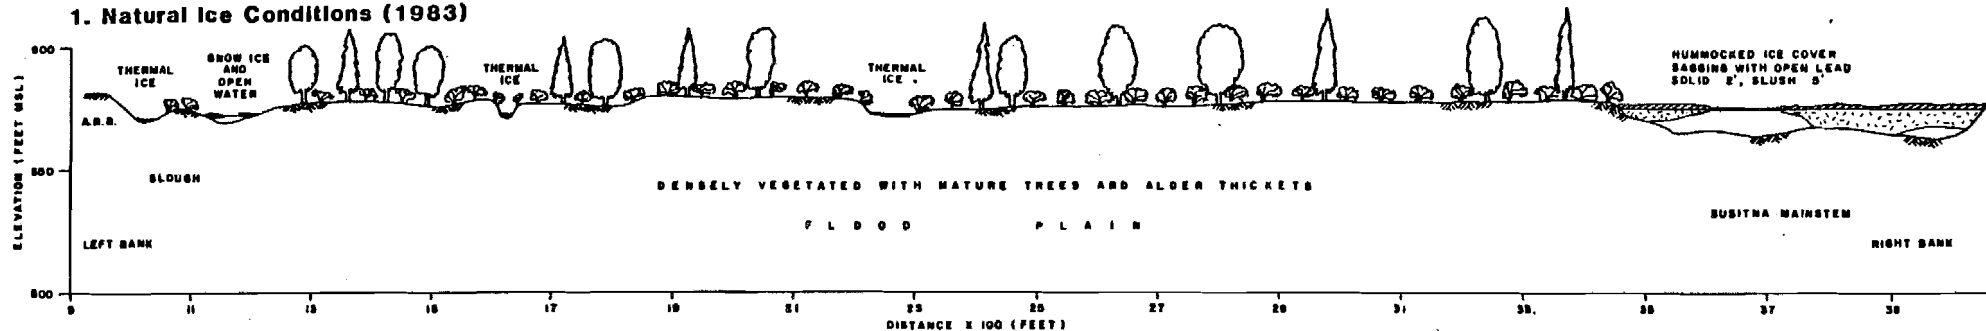 1. Natural Ice Conditions (1983)
600
THERMAL
ICE
SNOW ICE
AND
OPEN
WATER
THERMAL
ICE
THERMAL
ICE
HUMMOCKED ICE COVER
SAGGING WITH OPEN LEAD
SOLID 2', SLUSH 5'
A.R.R.
ELEVATION (FEET MSL)
550
SLOUGH
DENSELY VEGETATED WITH MATURE TREES AND ALDER THICKETS
FLOOD PLAIN
SUSITNA MAINSTEM
LEFT BANK
RIGHT BANK
500
9 11 13 15 17 19 21 23 25 27 29 31 33. 35 37 39
DISTANCE X 100 (FEET)